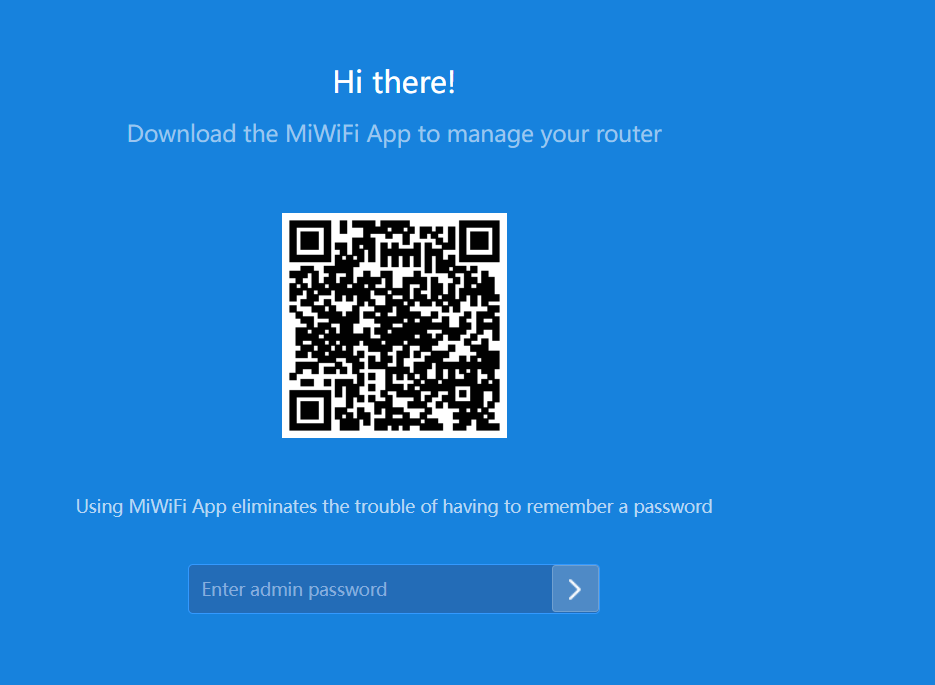 Hi there!
Download the MiWiFi App to manage your router
Using MiWiFi App eliminates the trouble of having to remember a password
Enter admin password